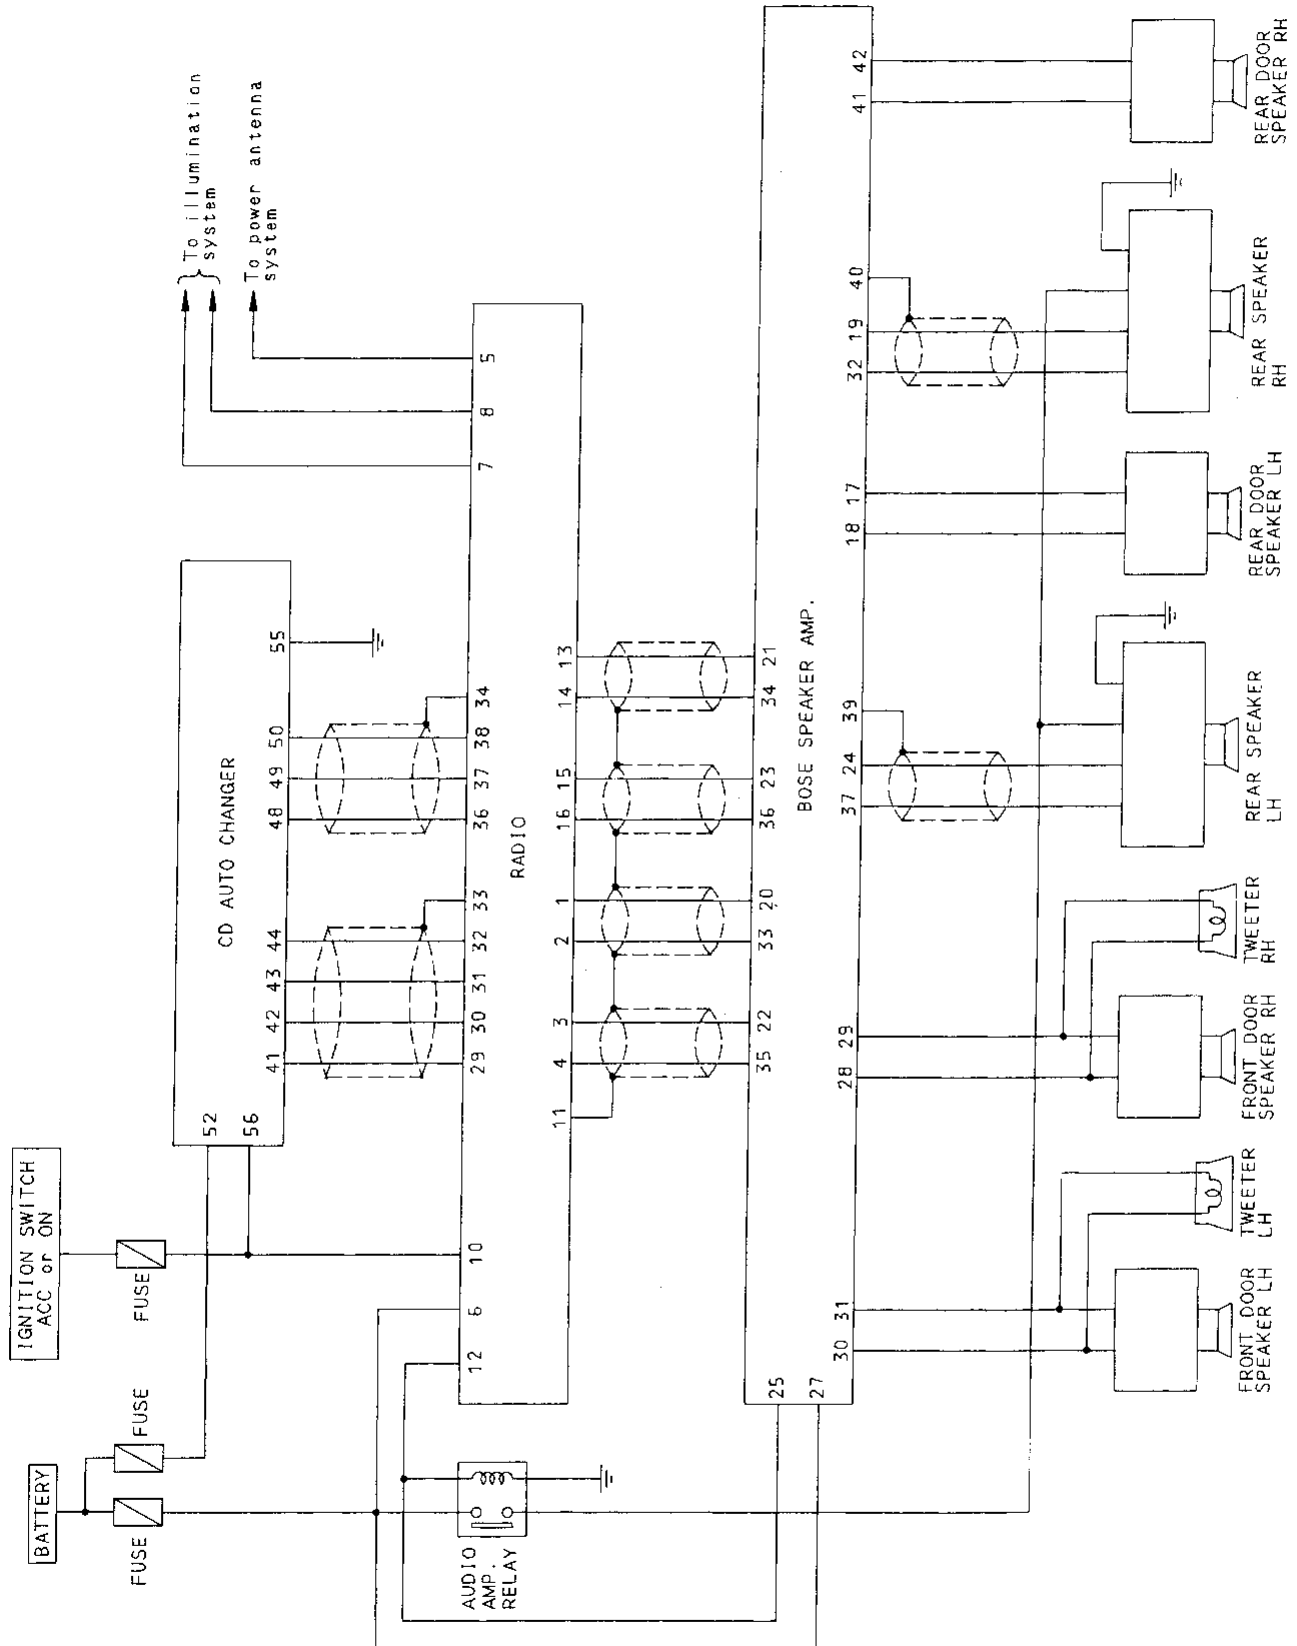 BATTERY
FUSE
FUSE
IGNITION SWITCH
ACC or ON
FUSE
To illumination
system
To power antenna
system
CD AUTO CHANGER
52
56
41
42
43
44
48
49
50
55
RADIO
12
6
10
29
30
31
32
33
36
37
38
34
7
8
5
11
4
3
2
1
16
15
14
13
AUDIO
AMP.
RELAY
BOSE SPEAKER AMP.
25
27
35
22
33
20
36
23
34
21
30
31
28
29
37
24
39
18
17
32
19
40
41
42
FRONT DOOR
SPEAKER LH
TWEETER
LH
FRONT DOOR
SPEAKER RH
TWEETER
RH
REAR SPEAKER
LH
REAR DOOR
SPEAKER LH
REAR SPEAKER
RH
REAR DOOR
SPEAKER RH